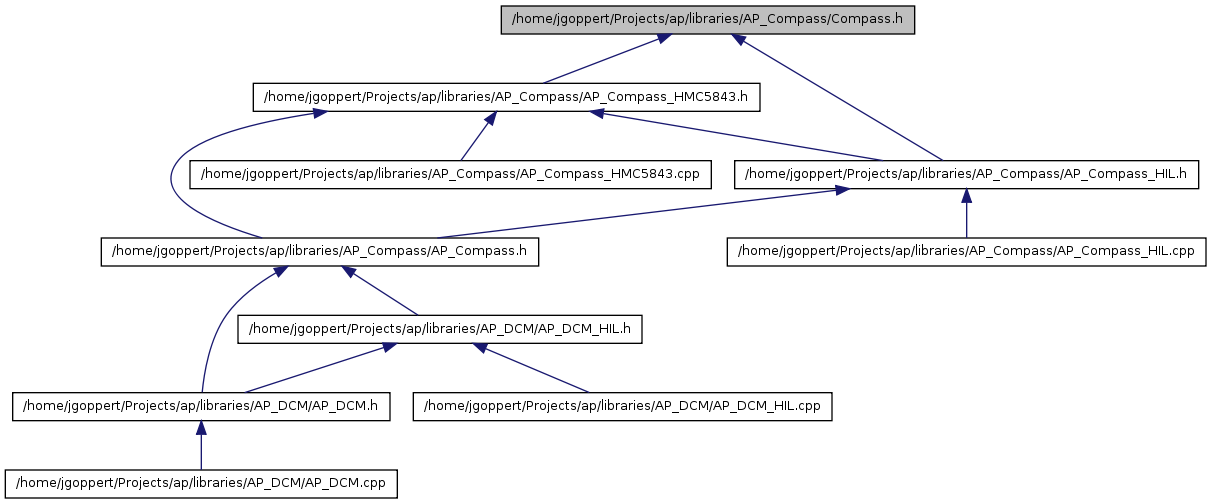 /home/jgoppert/Projects/ap/libraries/AP_Compass/Compass.h
/home/jgoppert/Projects/ap/libraries/AP_Compass/AP_Compass_HMC5843.h
/home/jgoppert/Projects/ap/libraries/AP_Compass/AP_Compass_HMC5843.cpp
/home/jgoppert/Projects/ap/libraries/AP_Compass/AP_Compass_HIL.h
/home/jgoppert/Projects/ap/libraries/AP_Compass/AP_Compass.h
/home/jgoppert/Projects/ap/libraries/AP_Compass/AP_Compass_HIL.cpp
/home/jgoppert/Projects/ap/libraries/AP_DCM/AP_DCM_HIL.h
/home/jgoppert/Projects/ap/libraries/AP_DCM/AP_DCM.h
/home/jgoppert/Projects/ap/libraries/AP_DCM/AP_DCM_HIL.cpp
/home/jgoppert/Projects/ap/libraries/AP_DCM/AP_DCM.cpp